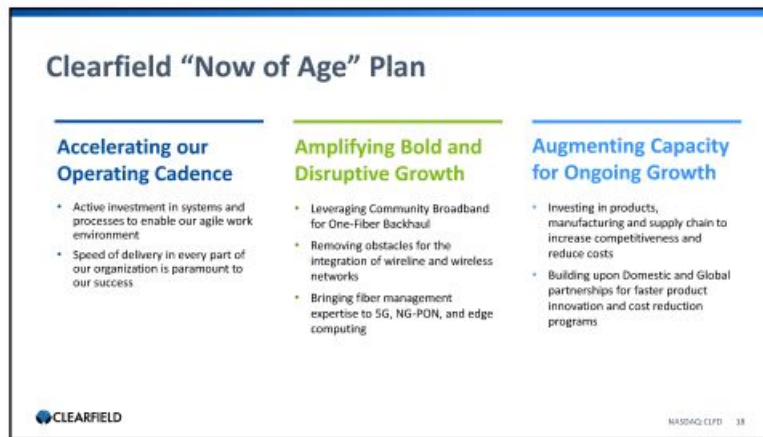 Clearfield “Now of Age” Plan
Accelerating our
Operating Cadence
• Active investment in systems and
processes to enable our agile work
environment
• Speed of delivery in every part of
our organization is paramount to
our success
Amplifying Bold and
Disruptive Growth
• Leveraging Community Broadband
for One-Fiber Backhaul
• Removing obstacles for the
integration of wireline and wireless
networks
• Bringing fiber management
expertise to 5G, NG-PON, and edge
computing
Augmenting Capacity
for Ongoing Growth
• Investing in products,
manufacturing and supply chain to
increase competitiveness and
reduce costs
• Building upon Domestic and Global
partnerships for faster product
innovation and cost reduction
programs
CLEARFIELD
NASDAQ:CLFD 18